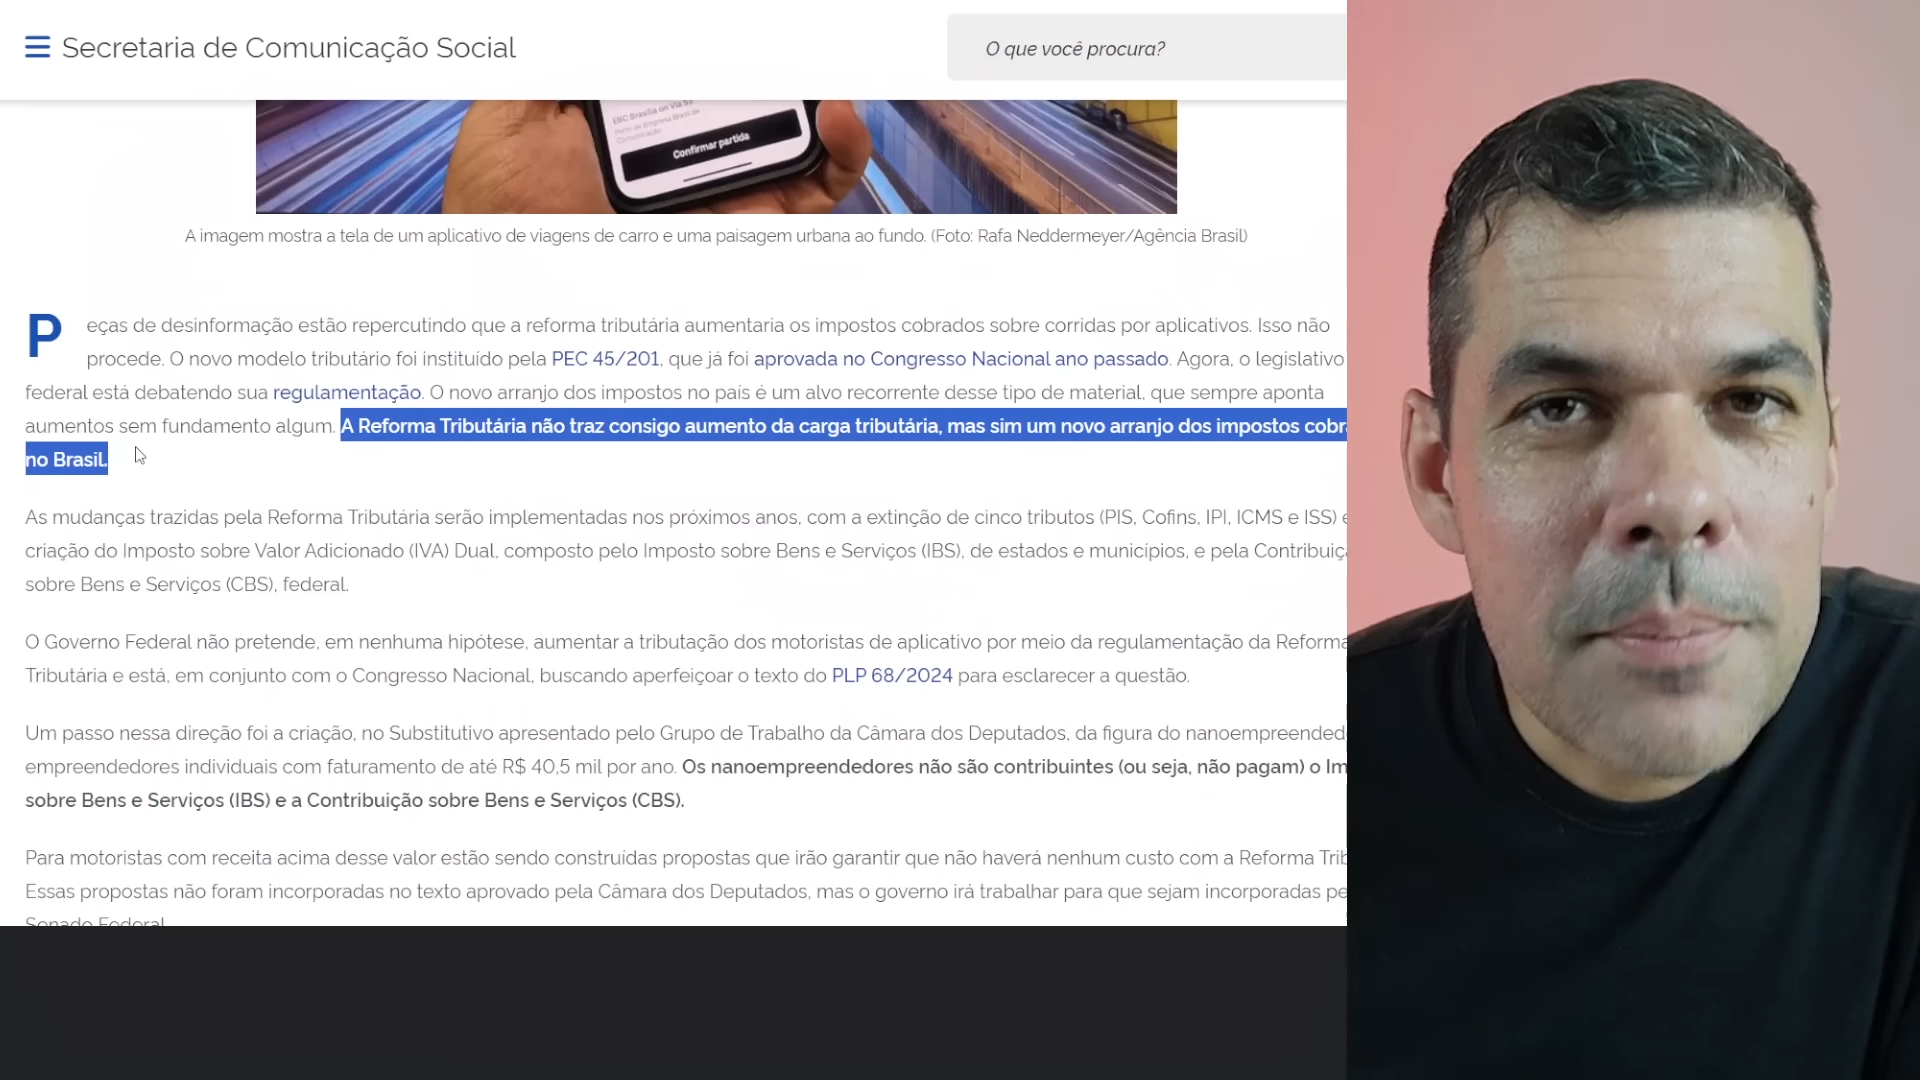 Secretaria de Comunicação Social
O que você procura?
EBC Brasília on Via S2
Confirmar partida
A imagem mostra a tela de um aplicativo de viagens de carro e uma paisagem urbana ao fundo. (Foto: Rafa Neddermeyer/Agência Brasil)
Peças de desinformação estão repercutindo que a reforma tributária aumentaria os impostos cobrados sobre corridas por aplicativos. Isso não
procede. O novo modelo tributário foi instituído pela PEC 45/201, que já foi aprovada no Congresso Nacional ano passado. Agora, o legislativo
federal está debatendo sua regulamentação. O novo arranjo dos impostos no país é um alvo recorrente desse tipo de material, que sempre aponta
aumentos sem fundamento algum. A Reforma Tributária não traz consigo aumento da carga tributária, mas sim um novo arranjo dos impostos cobra
no Brasil.
As mudanças trazidas pela Reforma Tributária serão implementadas nos próximos anos, com a extinção de cinco tributos (PIS, Cofins, IPI, ICMS e ISS) e
criação do Imposto sobre Valor Adicionado (IVA) Dual, composto pelo Imposto sobre Bens e Serviços (IBS), de estados e municípios, e pela Contribuiç
sobre Bens e Serviços (CBS), federal.
O Governo Federal não pretende, em nenhuma hipótese, aumentar a tributação dos motoristas de aplicativo por meio da regulamentação da Reforma
Tributária e está, em conjunto com o Congresso Nacional, buscando aperfeiçoar o texto do PLP 68/2024 para esclarecer a questão.
Um passo nessa direção foi a criação, no Substitutivo apresentado pelo Grupo de Trabalho da Câmara dos Deputados, da figura do nanoempreended
empreendedores individuais com faturamento de até R$ 40,5 mil por ano. Os nanoempreendedores não são contribuintes (ou seja, não pagam) o Im
sobre Bens e Serviços (IBS) e a Contribuição sobre Bens e Serviços (CBS).
Para motoristas com receita acima desse valor estão sendo construídas propostas que irão garantir que não haverá nenhum custo com a Reforma Trib
Essas propostas não foram incorporadas no texto aprovado pela Câmara dos Deputados, mas o governo irá trabalhar para que sejam incorporadas pe
Senado Federal